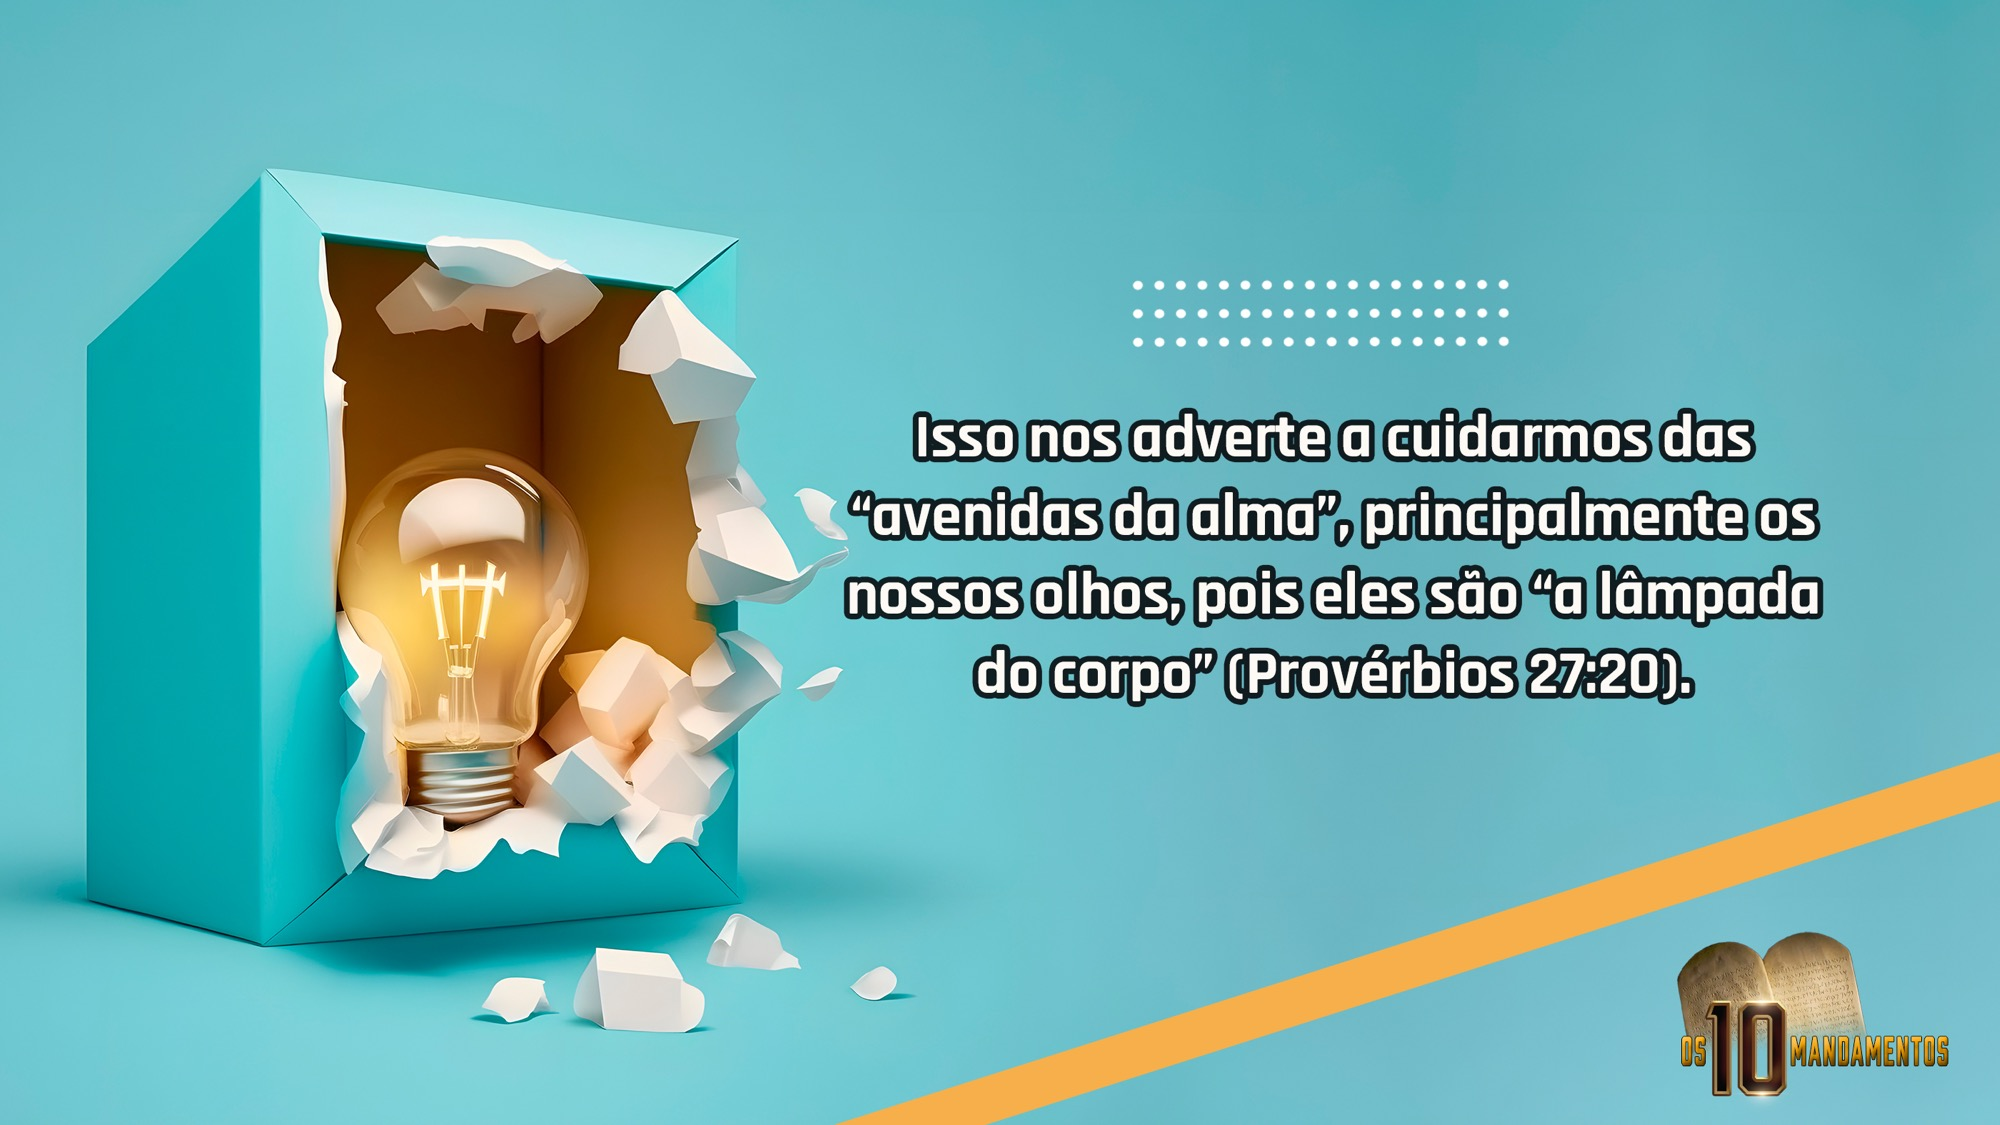 Isso nos adverte a cuidarmos das
“avenidas da alma”, principalmente os
nossos olhos, pois eles são “a lâmpada
do corpo” (Provérbios 27:20).
OS 10 MANDAMENTOS